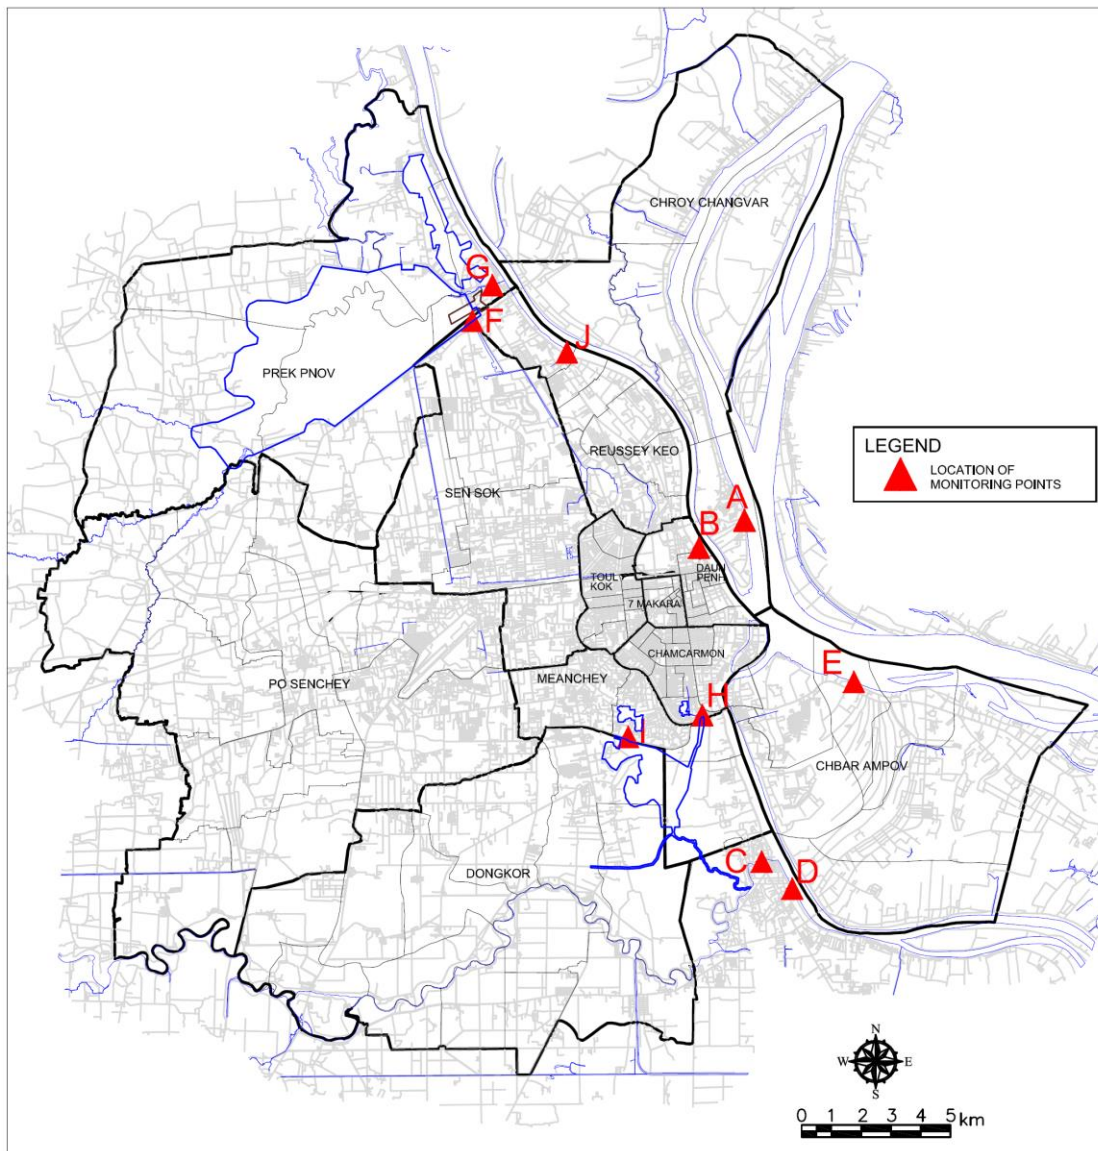 CHROY CHANGVAR
G
F
J
PREK PNOV
LEGEND
LOCATION OF
MONITORING POINTS
REUSSEY KEO
SEN SOK
A
B
DAUN
PENH
TOUL
KOK
7 MAKARA
CHAMCARMON
E
MEANCHEY
PO SENCHEY
H
I
CHBAR AMPOV
C
DONGKOR
D
N
W
E
S
0 1 2 3 4 5 km